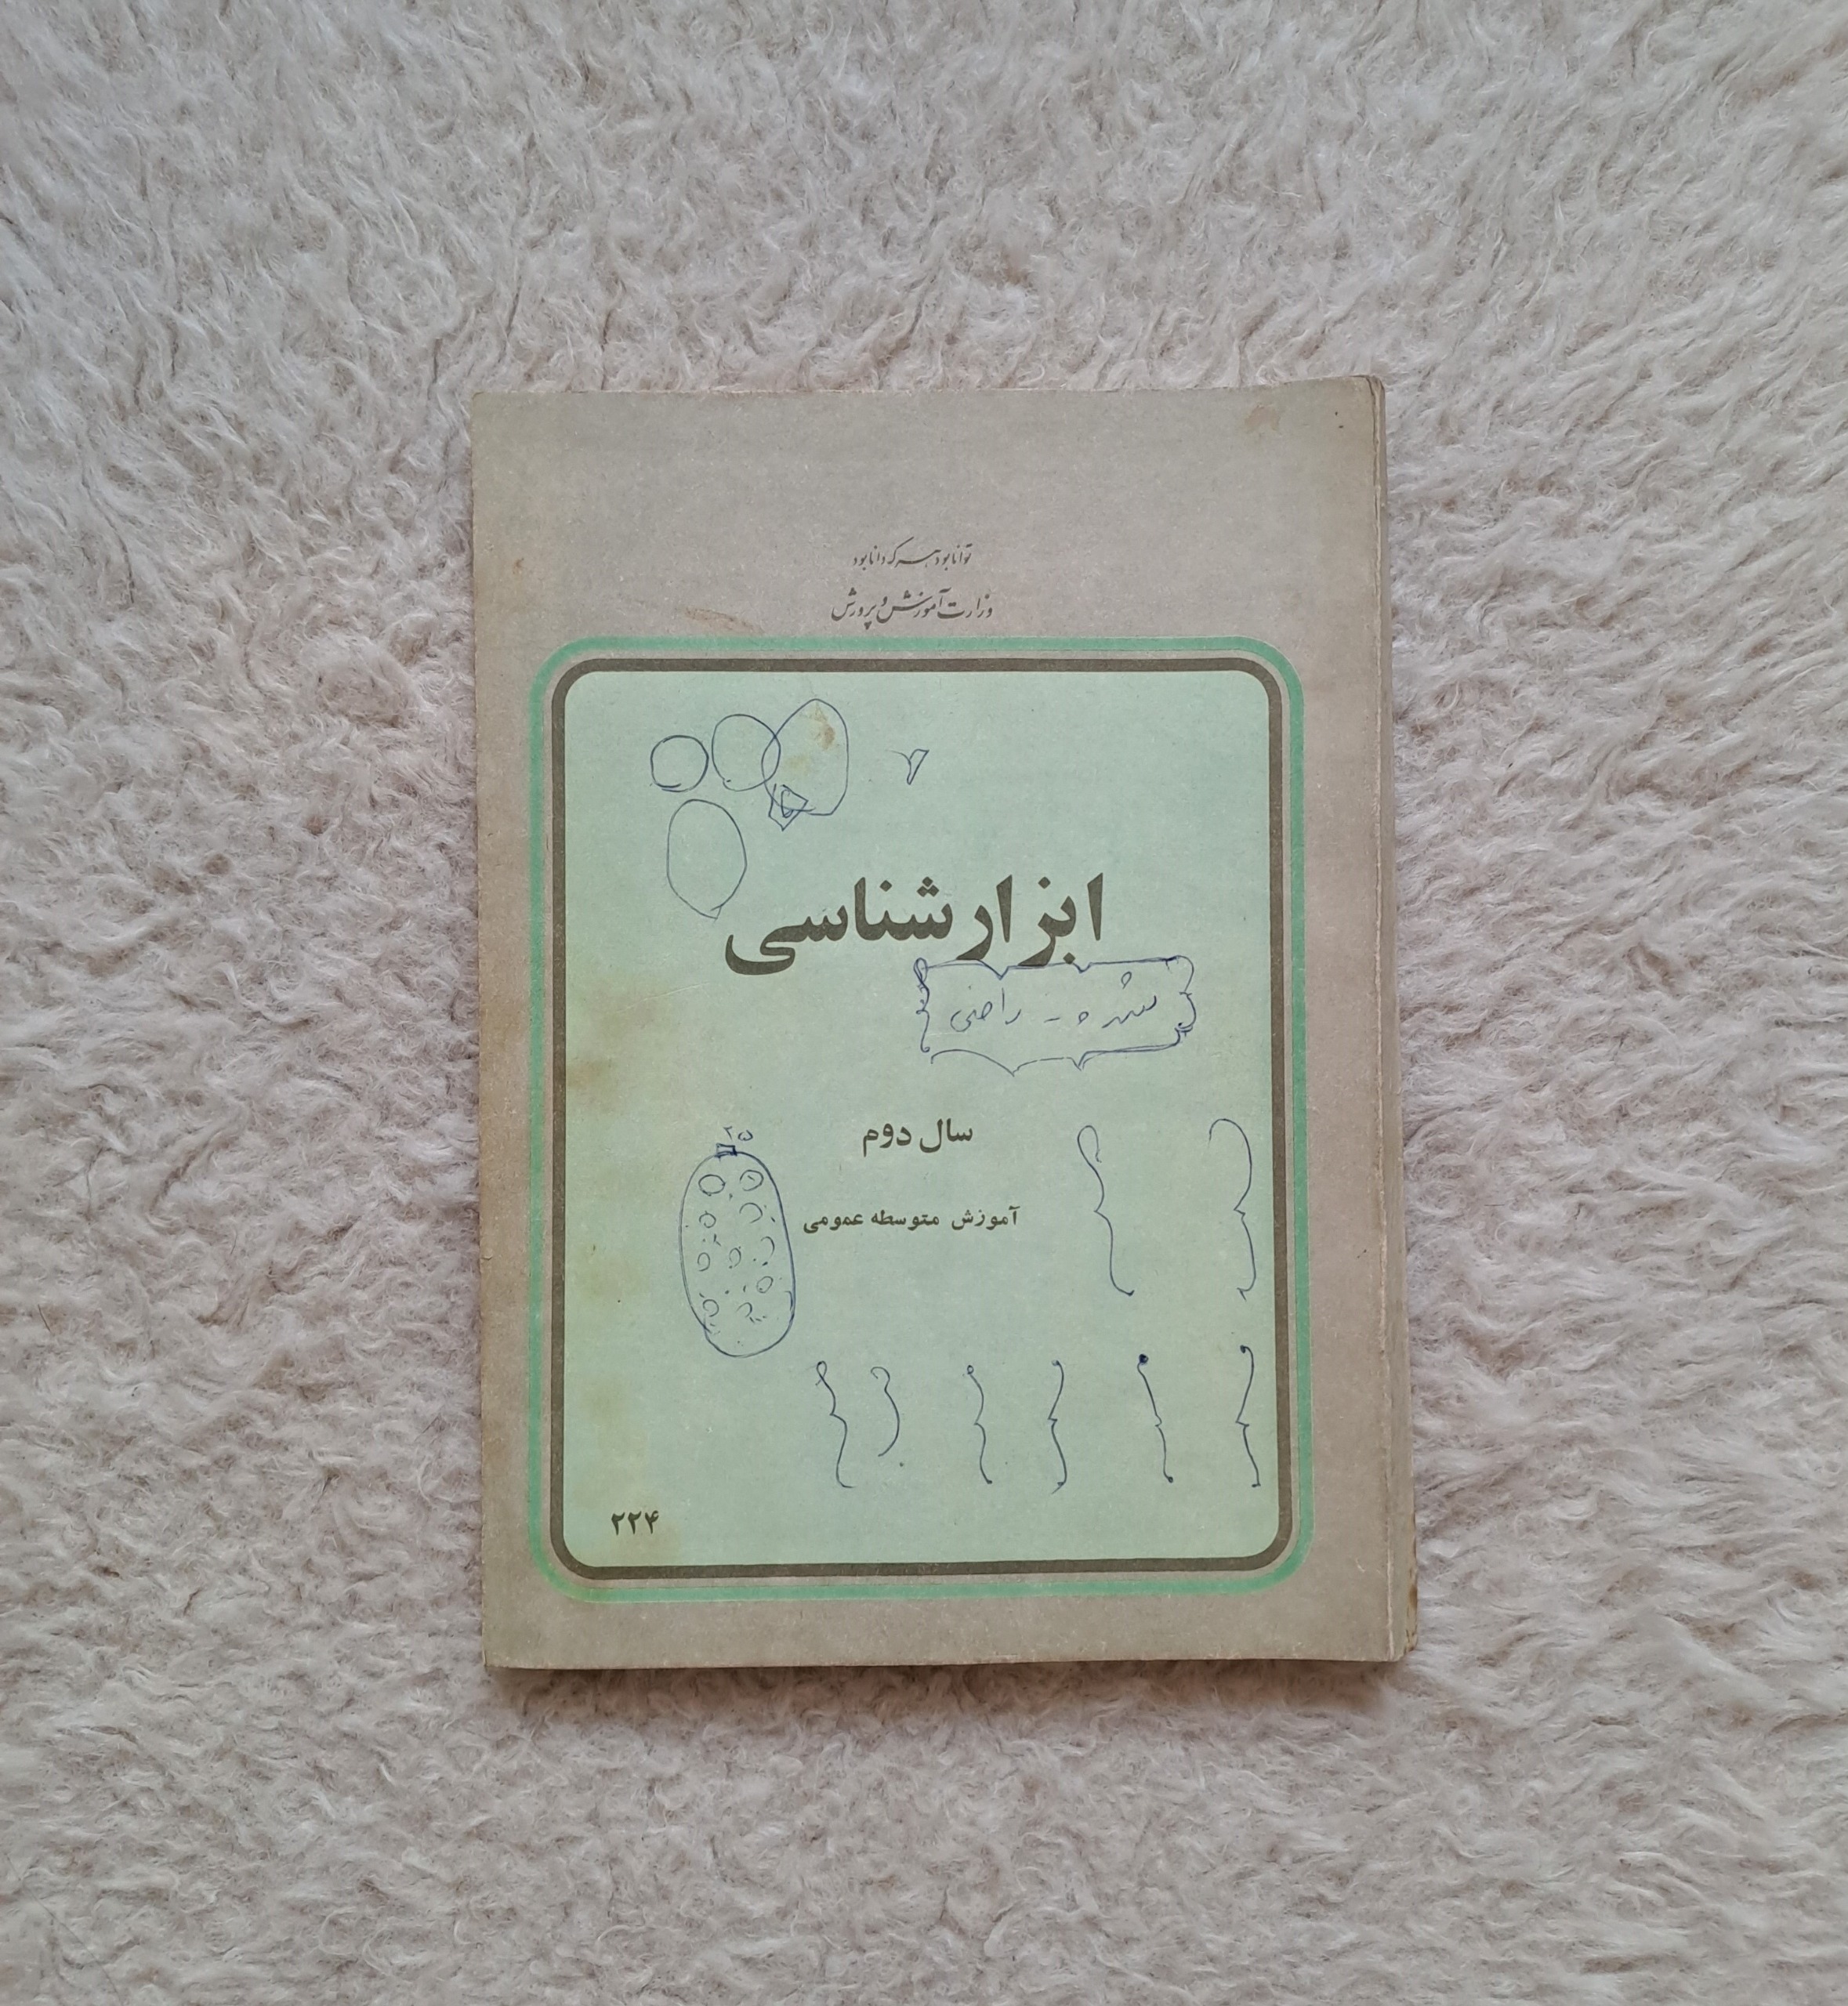 توانا بود هر که دانا بود
وزارت آموزش و پرورش
ابزارشناسی
سال دوم
آموزش متوسطه عمومی
۲۲۴